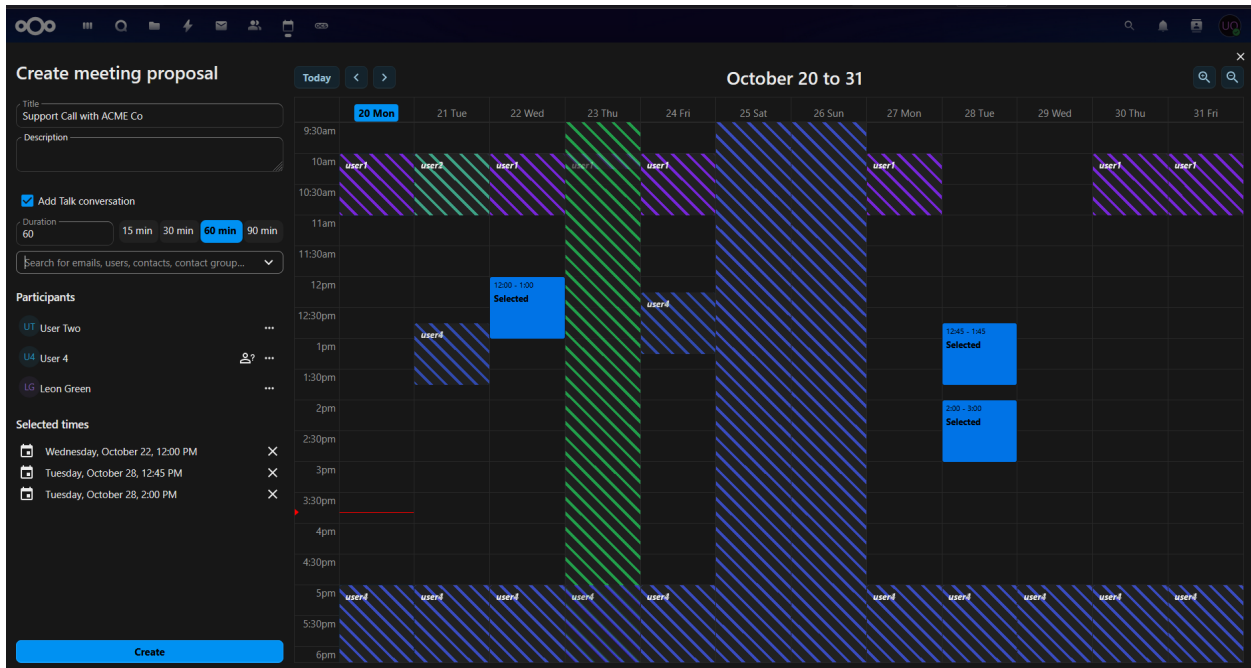 UQ
Create meeting proposal
Title
Support Call with ACME Co
Description
Add Talk conversation
Duration
60
15 min 30 min 60 min 90 min
Search for emails, users, contacts, contact group...
Participants
UT User Two
U4 User 4
LG Leon Green
Selected times
Wednesday, October 22, 12:00 PM
Tuesday, October 28, 12:45 PM
Tuesday, October 28, 2:00 PM
Create
Today
October 20 to 31
20 Mon 21 Tue 22 Wed 23 Thu 24 Fri 25 Sat 26 Sun 27 Mon 28 Tue 29 Wed 30 Thu 31 Fri
9:30am
10am user1 user2 user1 user1 user1 user1 user1 user1
10:30am
11am
11:30am
12pm 12:00 - 1:00
Selected
user4
12:30pm
user4 12:45 - 1:45
1pm Selected
1:30pm
2pm 2:00 - 3:00
Selected
2:30pm
3pm
3:30pm
4pm
4:30pm
5pm user4 user4 user4 user4 user4 user4 user4 user4 user4 user4
5:30pm
6pm